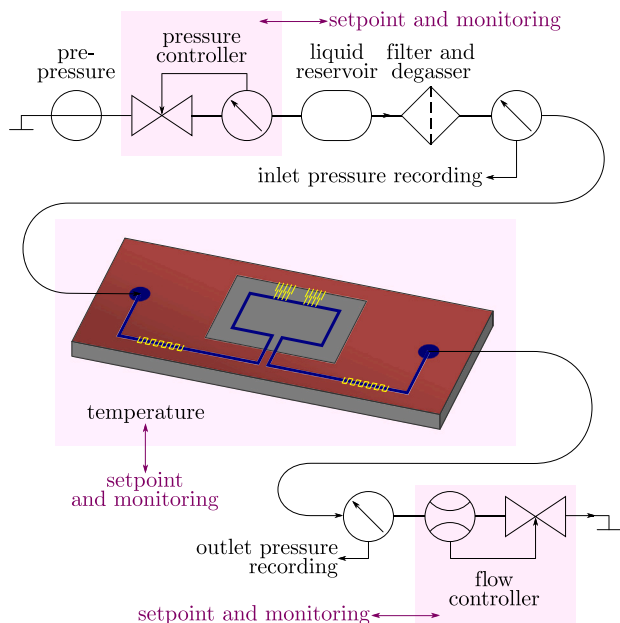 setpoint and monitoring
pre-
pressure
pressure
controller
liquid
reservoir
filter and
degasser
inlet pressure recording
temperature
setpoint
and monitoring
outlet pressure
recording
flow
controller
setpoint and monitoring